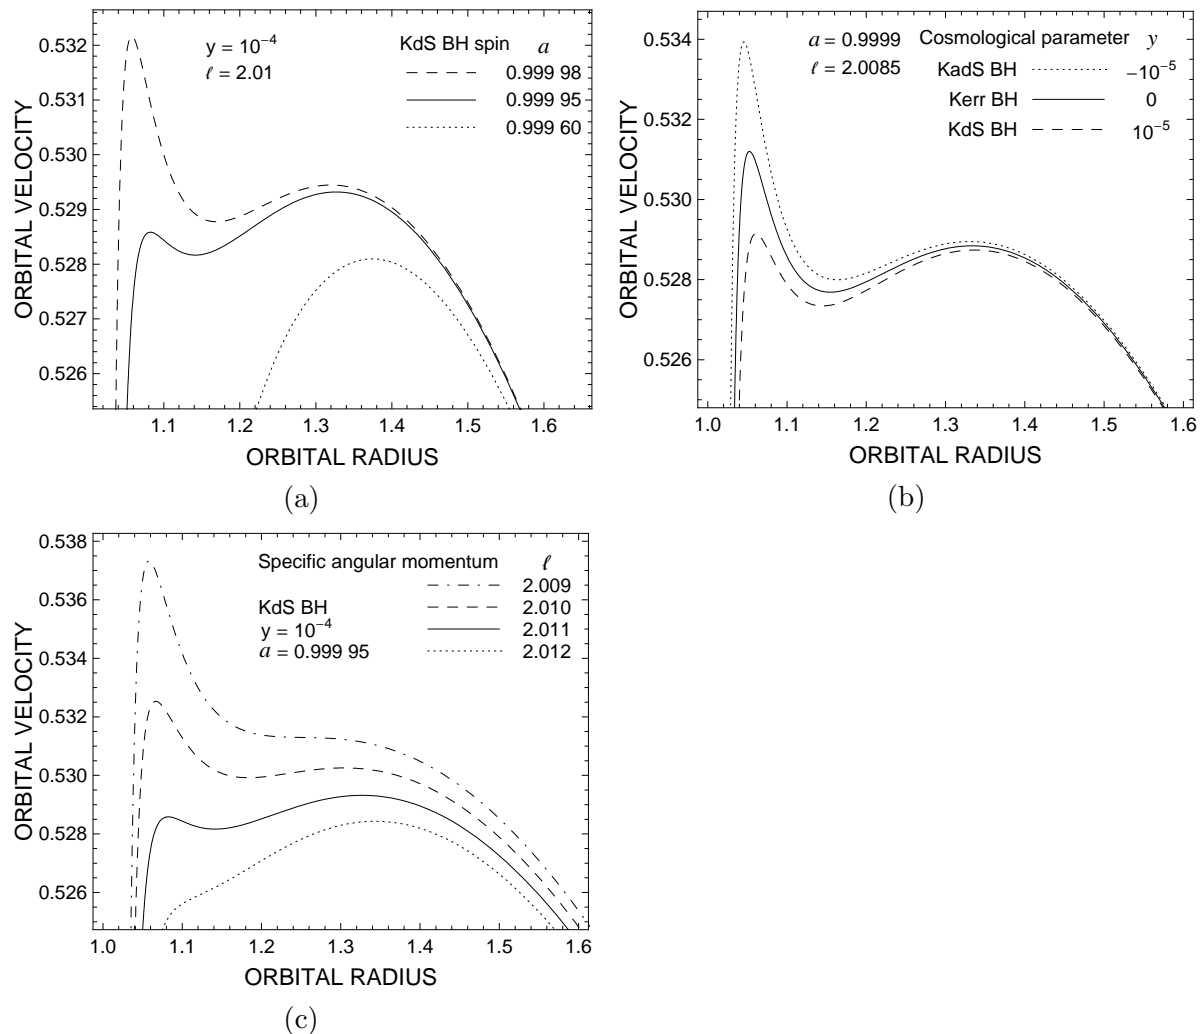 0.532
0.531
0.530
0.529
0.528
0.527
0.526
ORBITAL VELOCITY
y = 10⁻⁴
ℓ = 2.01
KdS BH spin a
0.999 98
0.999 95
0.999 60
1.1 1.2 1.3 1.4 1.5 1.6
ORBITAL RADIUS
(a)
0.534
0.532
0.530
0.528
0.526
ORBITAL VELOCITY
a = 0.9999
ℓ = 2.0085
Cosmological parameter y
KadS BH −10⁻⁵
Kerr BH 0
KdS BH 10⁻⁵
1.0 1.1 1.2 1.3 1.4 1.5 1.6
ORBITAL RADIUS
(b)
0.538
0.536
0.534
0.532
0.530
0.528
0.526
ORBITAL VELOCITY
Specific angular momentum ℓ
2.009
2.010
2.011
2.012
KdS BH
y = 10⁻⁴
a = 0.999 95
1.0 1.1 1.2 1.3 1.4 1.5 1.6
ORBITAL RADIUS
(c)